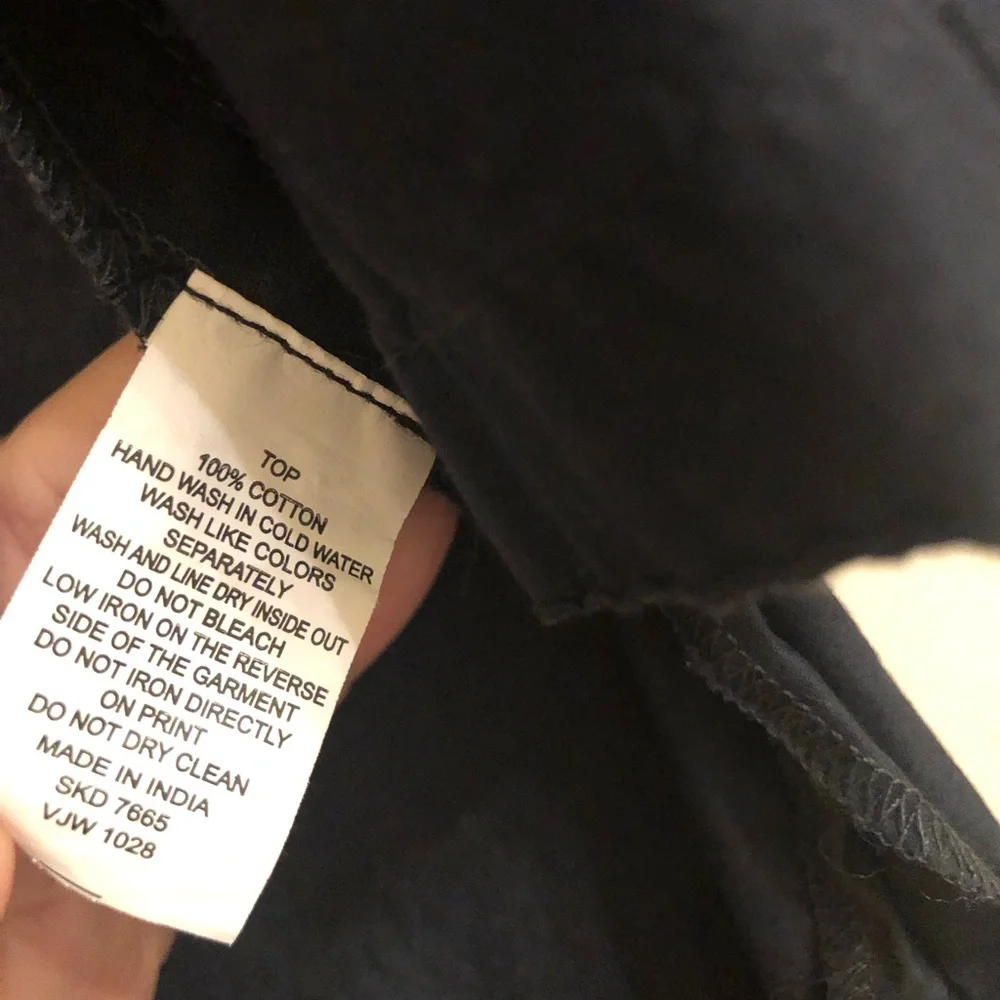 TOP
100% COTTON
HAND WASH IN COLD WATER
WASH LIKE COLORS
SEPARATELY
WASH AND LINE DRY INSIDE OUT
DO NOT BLEACH
LOW IRON ON THE REVERSE
SIDE OF THE GARMENT
DO NOT IRON DIRECTLY
ON PRINT
DO NOT DRY CLEAN
MADE IN INDIA
SKD 7665
VJW 1028